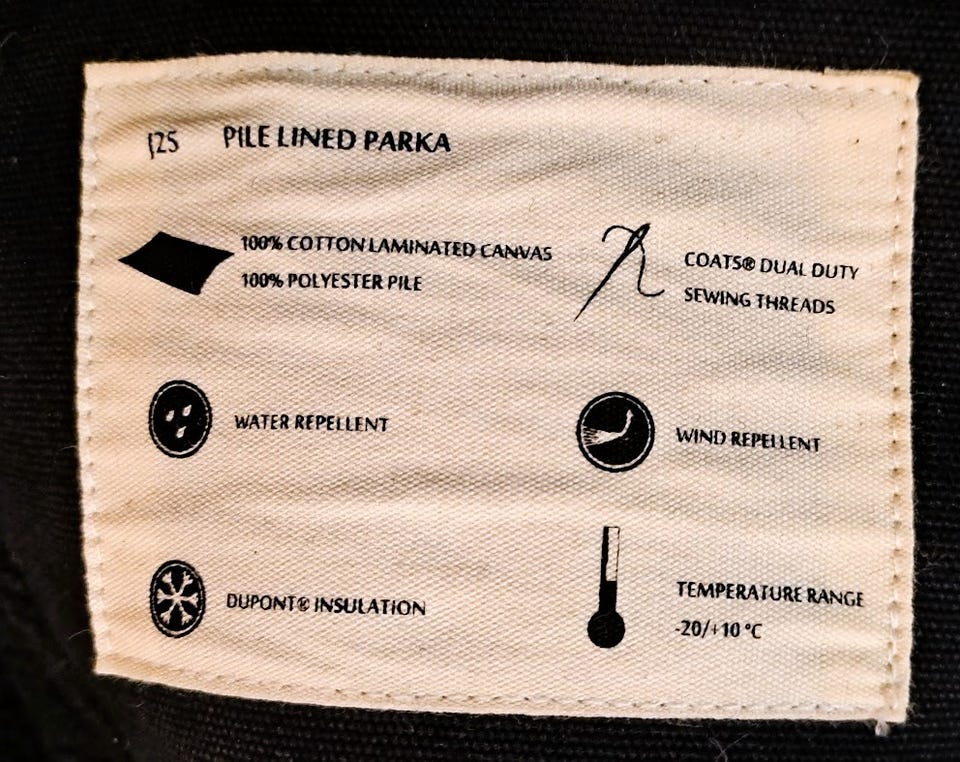 J25 PILE LINED PARKA
100% COTTON LAMINATED CANVAS
100% POLYESTER PILE
COATS® DUAL DUTY
SEWING THREADS
WATER REPELLENT
WIND REPELLENT
DUPONT® INSULATION
TEMPERATURE RANGE
-20/+10 °C